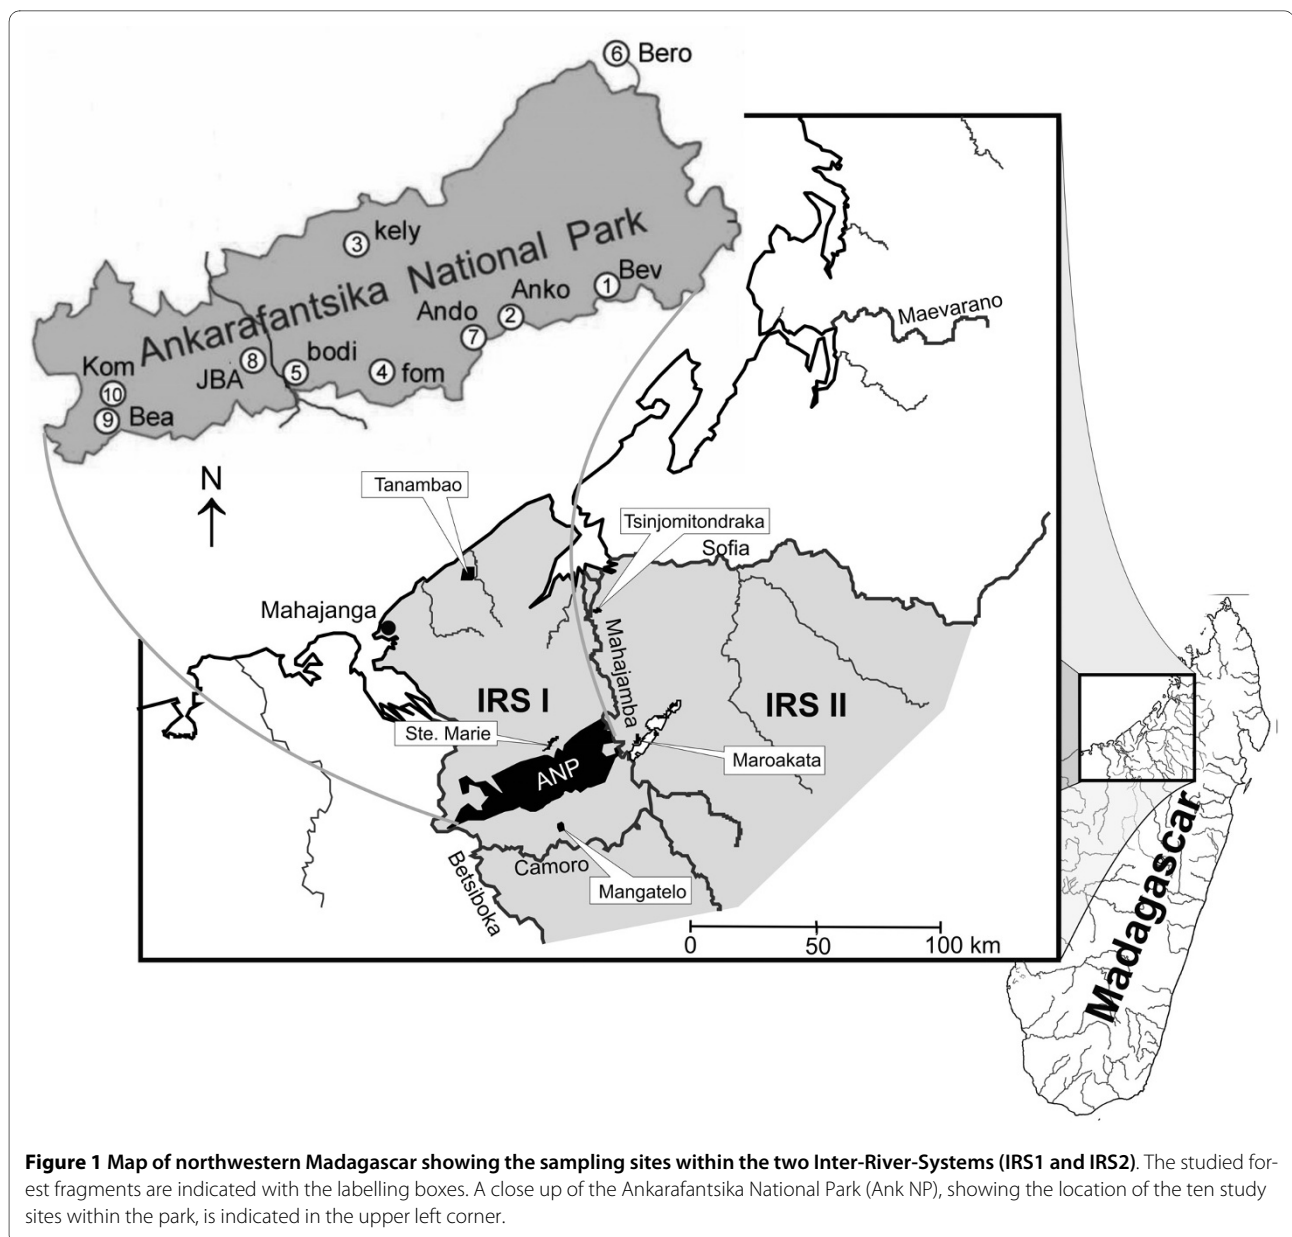 6 Bero
3 kely
Ankarafantsika National Park
1 Bev
2 Anko
7 Ando
Kom
10
9 Bea
JBA 8
5 bodi
4 fom
N
Maevarano
Tanambao
Tsinjomitondraka
Sofia
Mahajanga
Mahajamba
IRS I
IRS II
Ste. Marie
Maroakata
ANP
Camoro
Mangatelo
Betsiboka
0 50 100 km
Madagascar
Figure 1 Map of northwestern Madagascar showing the sampling sites within the two Inter-River-Systems (IRS1 and IRS2). The studied for-
est fragments are indicated with the labelling boxes. A close up of the Ankarafantsika National Park (Ank NP), showing the location of the ten study
sites within the park, is indicated in the upper left corner.